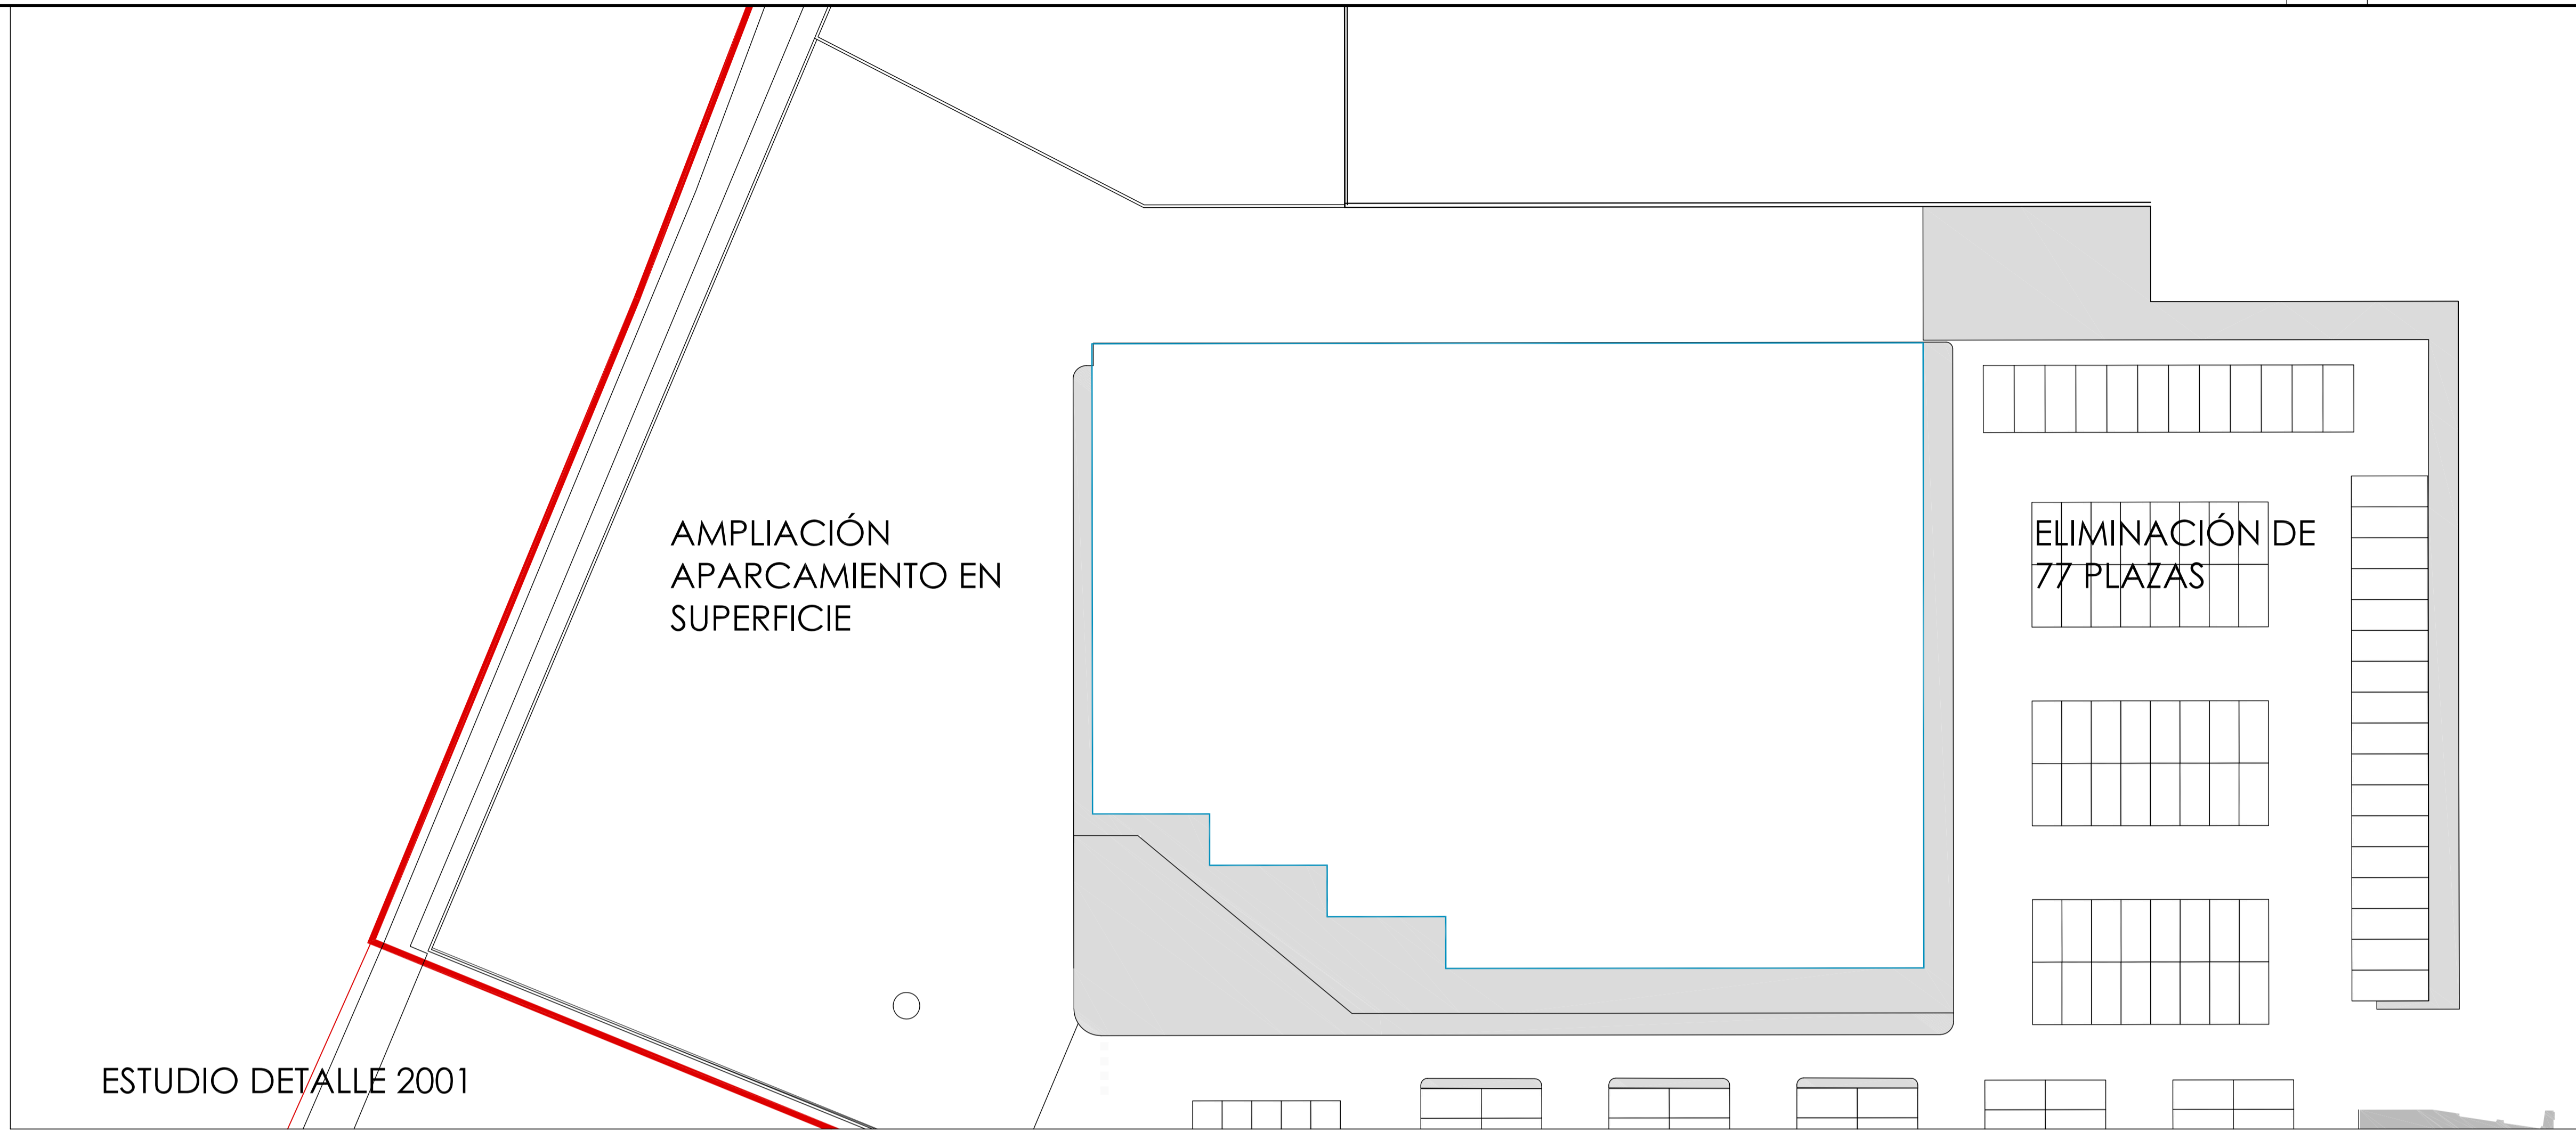 AMPLIACIÓN
APARCAMIENTO EN
SUPERFICIE
ELIMINACIÓN DE
77 PLAZAS
ESTUDIO DETALLE 2001